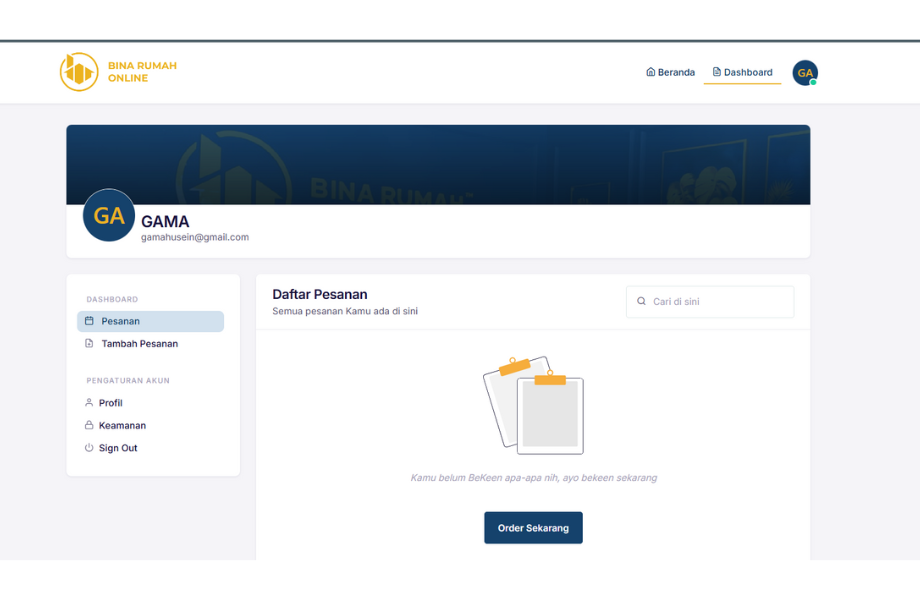 BINA RUMAH
ONLINE
Beranda
Dashboard
GA
BINA RUMAH
GA
GAMA
gamahusein@gmail.com
DASHBOARD
Pesanan
Tambah Pesanan
PENGATURAN AKUN
Profil
Keamanan
Sign Out
Daftar Pesanan
Semua pesanan Kamu ada di sini
Cari di sini
Kamu belum BeKeen apa-apa nih, ayo bekeen sekarang
Order Sekarang